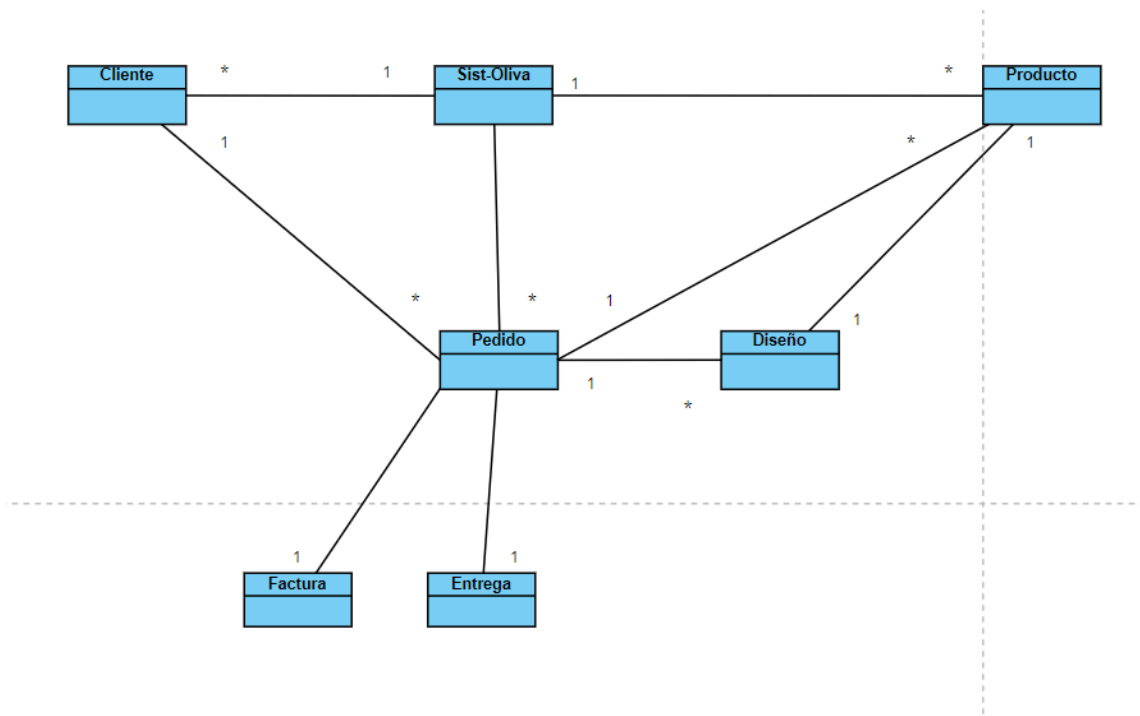 Cliente
*
1
Sist-Oliva
1
*
Producto
1
*
1
*
*
1
1
Pedido
Diseño
1
*
1
1
Factura
Entrega